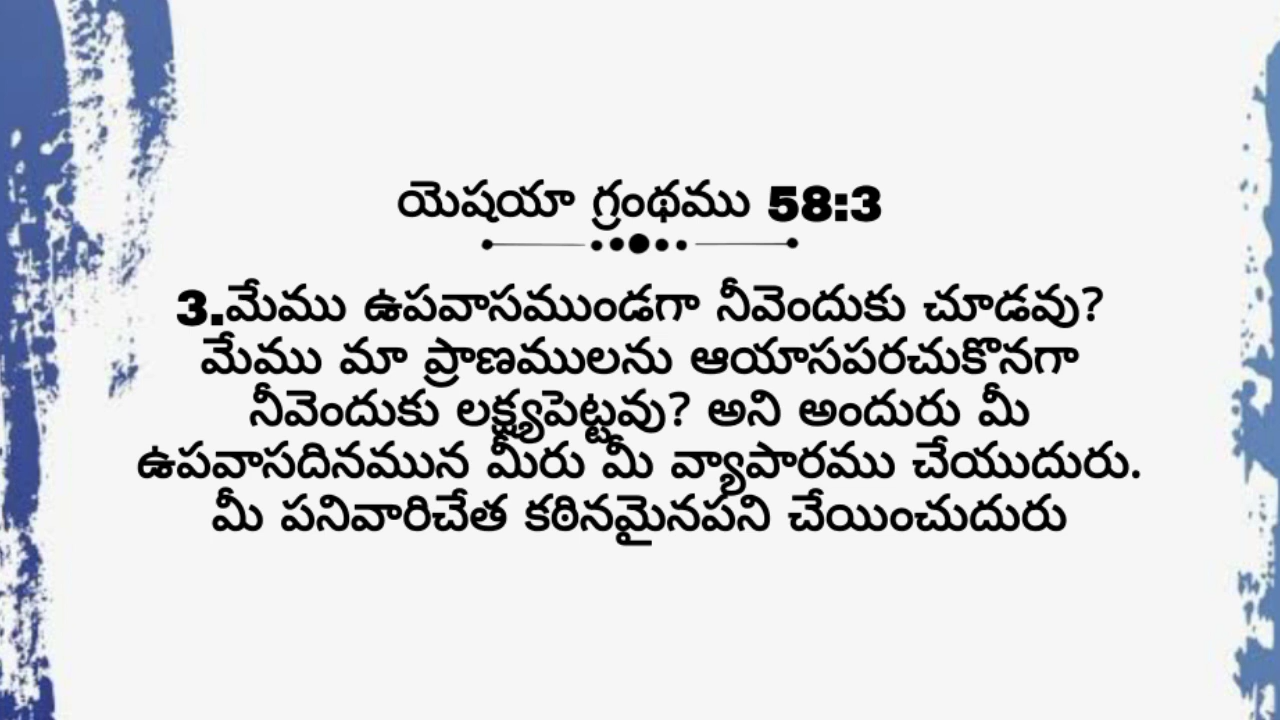 యెషయా గ్రంథము 58:3
3.మేము ఉపవాసముండగా నీవెందుకు చూడవు?
మేము మా ప్రాణములను ఆయాసపరచుకొనగా
నీవెందుకు లక్ష్యపెట్టవు? అని అందురు మీ
ఉపవాసదినమున మీరు మీ వ్యాపారము చేయుదురు.
మీ పనివారిచేత కఠినమైనపని చేయించుదురు